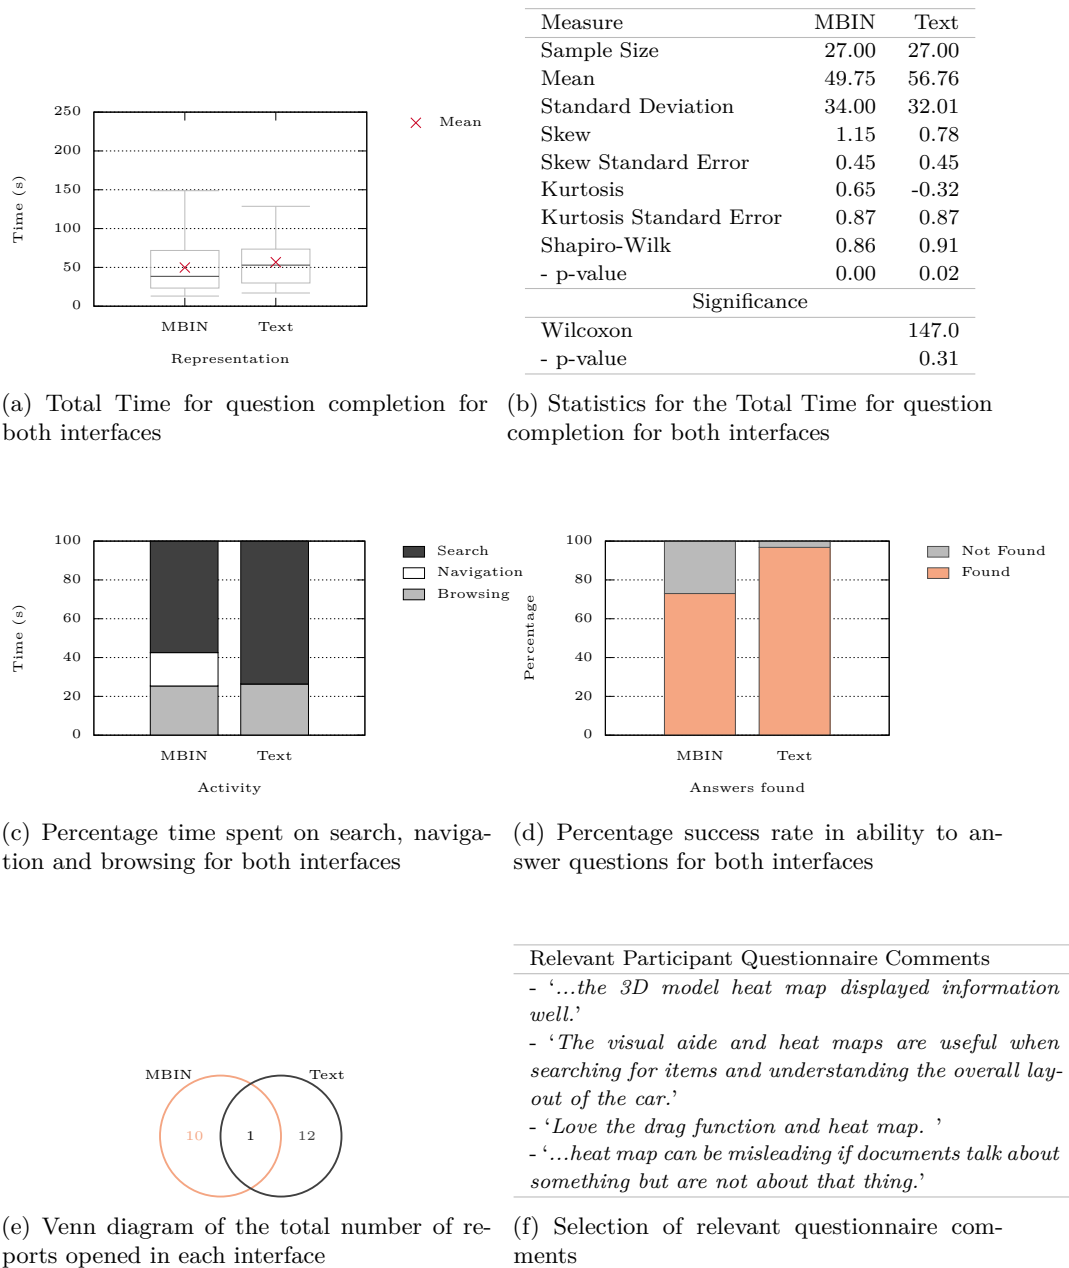 250
200
150
100
50
0
Time (s)
MBIN Text
Representation
Mean
Measure MBIN Text
Sample Size 27.00 27.00
Mean 49.75 56.76
Standard Deviation 34.00 32.01
Skew 1.15 0.78
Skew Standard Error 0.45 0.45
Kurtosis 0.65 -0.32
Kurtosis Standard Error 0.87 0.87
Shapiro-Wilk 0.86 0.91
- p-value 0.00 0.02
Significance
Wilcoxon 147.0
- p-value 0.31
(a) Total Time for question completion for
both interfaces
(b) Statistics for the Total Time for question
completion for both interfaces
100
80
60
40
20
0
Time (s)
MBIN Text
Activity
Search
Navigation
Browsing
100
80
60
40
20
0
Percentage
MBIN Text
Answers found
Not Found
Found
(c) Percentage time spent on search, naviga-
tion and browsing for both interfaces
(d) Percentage success rate in ability to an-
swer questions for both interfaces
MBIN Text
10 1 12
(e) Venn diagram of the total number of re-
ports opened in each interface
Relevant Participant Questionnaire Comments
- ‘...the 3D model heat map displayed information
well.’
- ‘The visual aide and heat maps are useful when
searching for items and understanding the overall lay-
out of the car.’
- ‘Love the drag function and heat map. ’
- ‘...heat map can be misleading if documents talk about
something but are not about that thing.’
(f) Selection of relevant questionnaire com-
ments